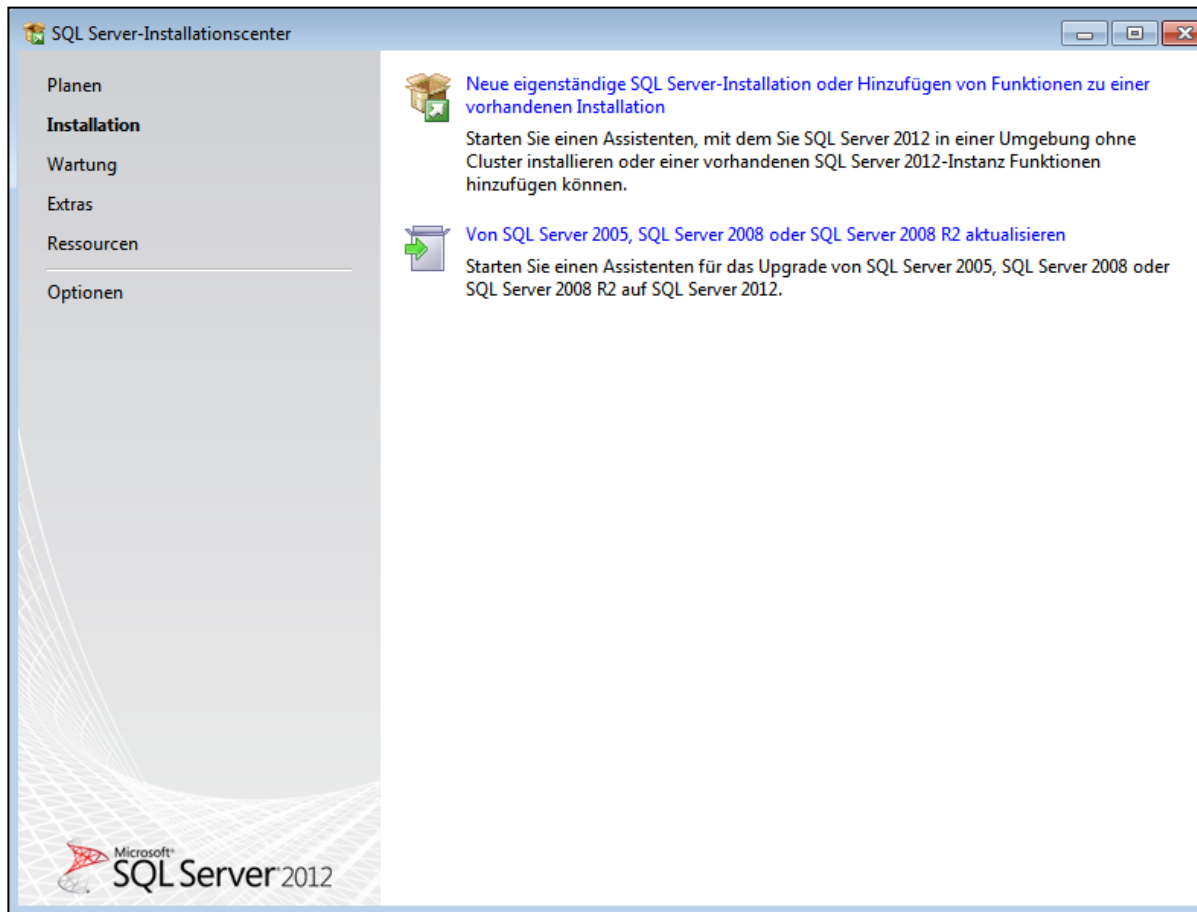 SQL Server-Installationscenter
Planen
Installation
Wartung
Extras
Ressourcen
Optionen
Neue eigenständige SQL Server-Installation oder Hinzufügen von Funktionen zu einer
vorhandenen Installation
Starten Sie einen Assistenten, mit dem Sie SQL Server 2012 in einer Umgebung ohne
Cluster installieren oder einer vorhandenen SQL Server 2012-Instanz Funktionen
hinzufügen können.
Von SQL Server 2005, SQL Server 2008 oder SQL Server 2008 R2 aktualisieren
Starten Sie einen Assistenten für das Upgrade von SQL Server 2005, SQL Server 2008 oder
SQL Server 2008 R2 auf SQL Server 2012.
Microsoft®
SQL Server® 2012